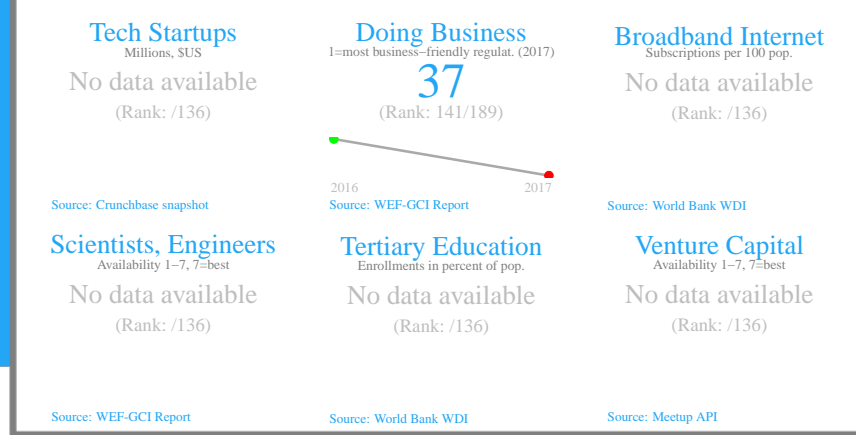 Tech Startups
Millions, $US
No data available
(Rank: /136)
Source: Crunchbase snapshot
Doing Business
1=most business−friendly regulat. (2017)
37
(Rank: 141/189)
2016 2017
Source: WEF-GCI Report
Broadband Internet
Subscriptions per 100 pop.
No data available
(Rank: /136)
Source: World Bank WDI
Scientists, Engineers
Availability 1−7, 7=best
No data available
(Rank: /136)
Source: WEF-GCI Report
Tertiary Education
Enrollments in percent of pop.
No data available
(Rank: /136)
Source: World Bank WDI
Venture Capital
Availability 1−7, 7=best
No data available
(Rank: /136)
Source: Meetup API